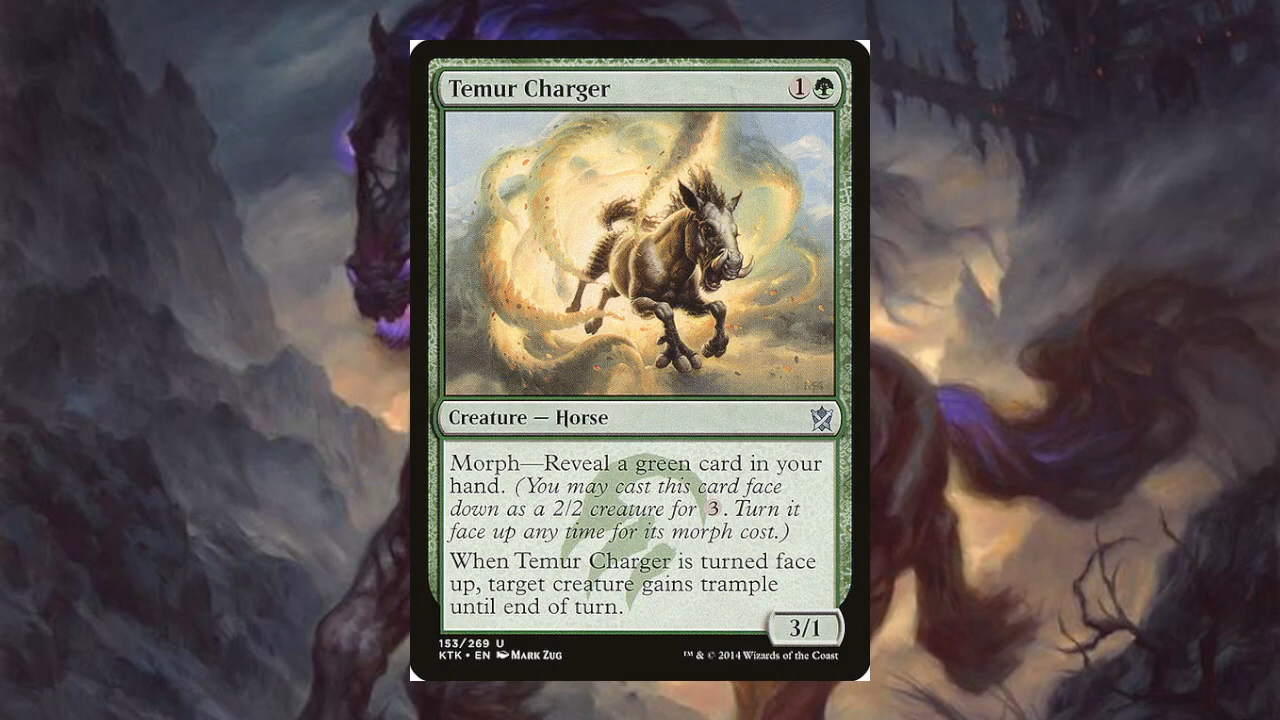 Temur Charger 1
Creature — Horse
Morph—Reveal a green card in your
hand. (You may cast this card face
down as a 2/2 creature for 3. Turn it
face up any time for its morph cost.)
When Temur Charger is turned face
up, target creature gains trample
until end of turn.
3/1
153/269 U
KTK • EN Mark Zug
™ & © 2014 Wizards of the Coast